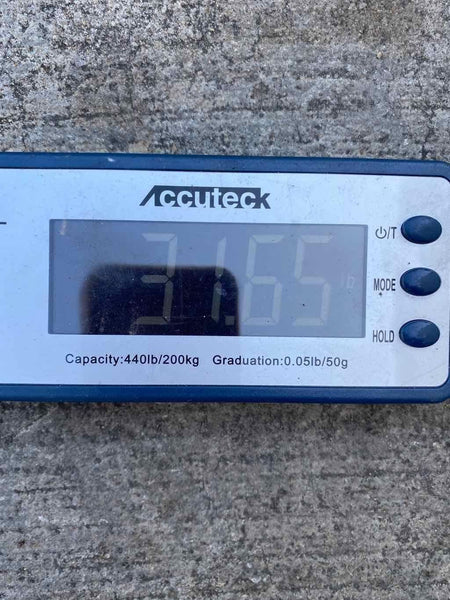 Accuteck
⏻/T
31.65 lb
MODE
HOLD
Capacity:440lb/200kg Graduation:0.05lb/50g